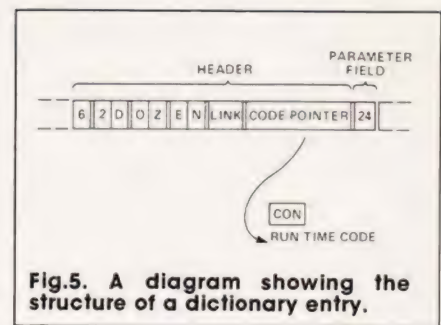 PARAMETER
HEADER FIELD
6 2 D O Z E N LINK CODE POINTER 24
CON
RUN TIME CODE
Fig.5. A diagram showing the
structure of a dictionary entry.